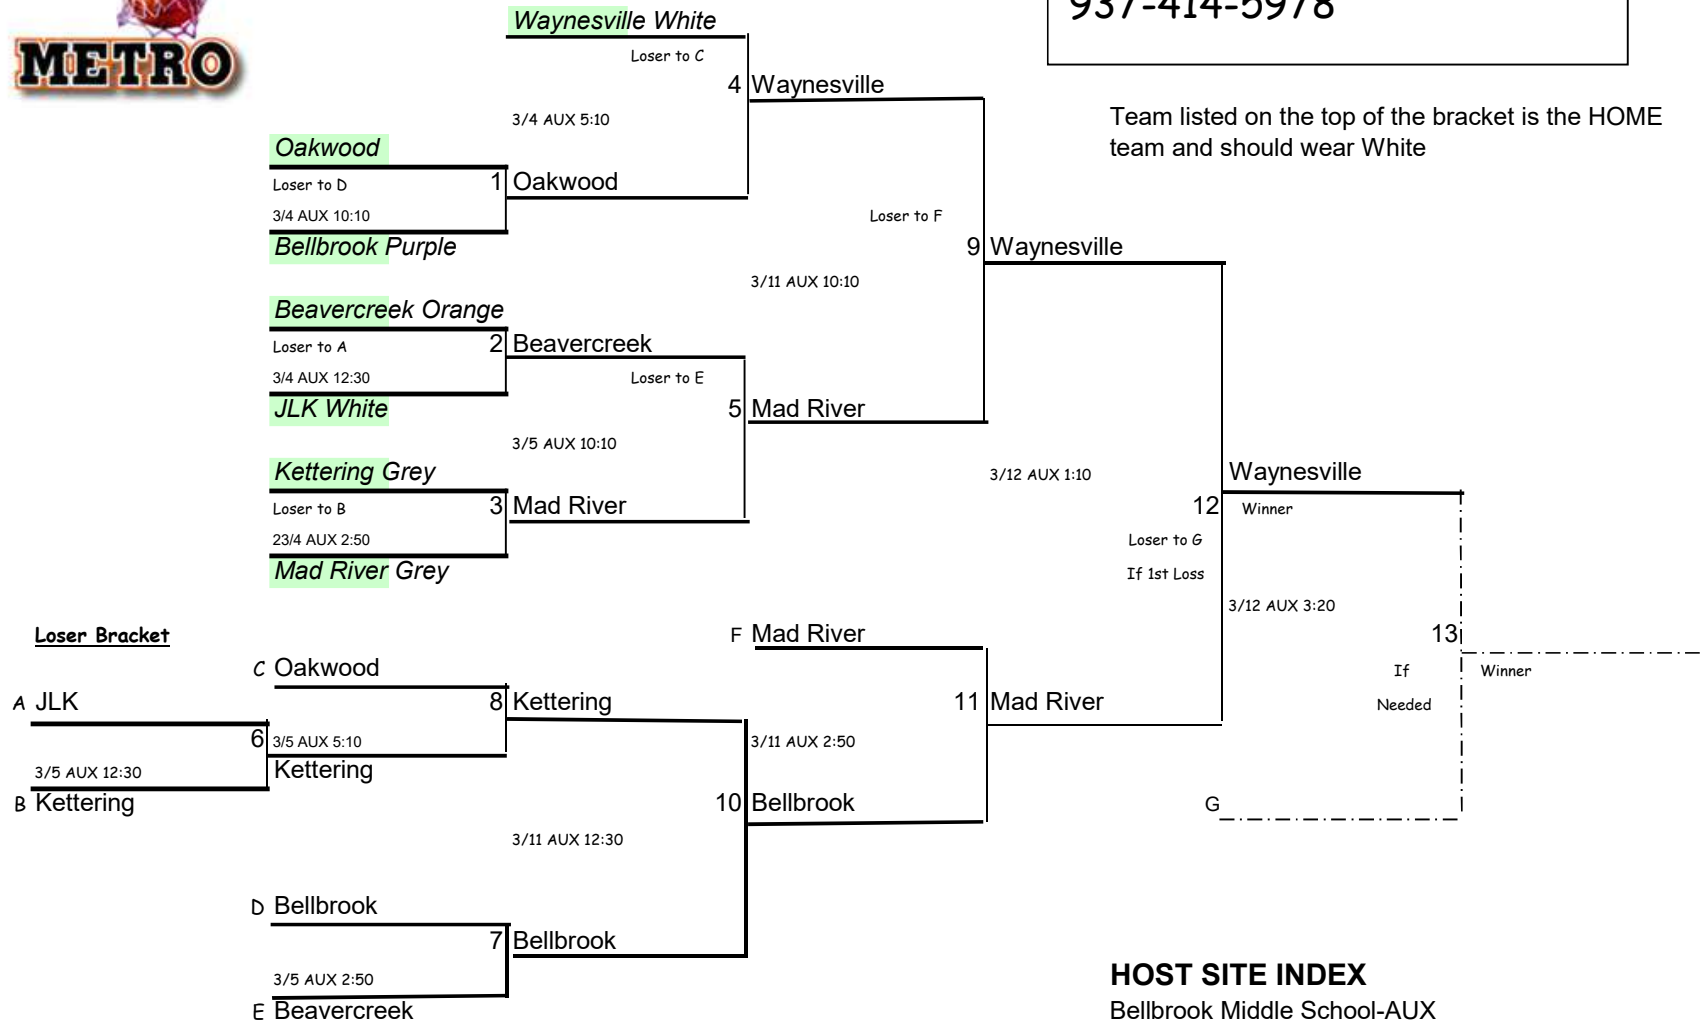 937-414-5978
METRO
Waynesville White
Loser to C
4 Waynesville
3/4 AUX 5:10
Team listed on the top of the bracket is the HOME
team and should wear White
Oakwood
Loser to D
1 Oakwood
3/4 AUX 10:10
Loser to F
Bellbrook Purple
9 Waynesville
3/11 AUX 10:10
Beavercreek Orange
Loser to A
2 Beavercreek
3/4 AUX 12:30
Loser to E
JLK White
5 Mad River
3/5 AUX 10:10
Kettering Grey
3/12 AUX 1:10
Waynesville
Loser to B
3 Mad River
12
Winner
23/4 AUX 2:50
Loser to G
Mad River Grey
If 1st Loss
3/12 AUX 3:20
Loser Bracket
F Mad River
13
C Oakwood
If
Winner
A JLK
8 Kettering
11 Mad River
Needed
6
3/5 AUX 5:10
3/11 AUX 2:50
3/5 AUX 12:30
Kettering
B Kettering
10 Bellbrook
G
3/11 AUX 12:30
D Bellbrook
7 Bellbrook
3/5 AUX 2:50
HOST SITE INDEX
E Beavercreek
Bellbrook Middle School-AUX